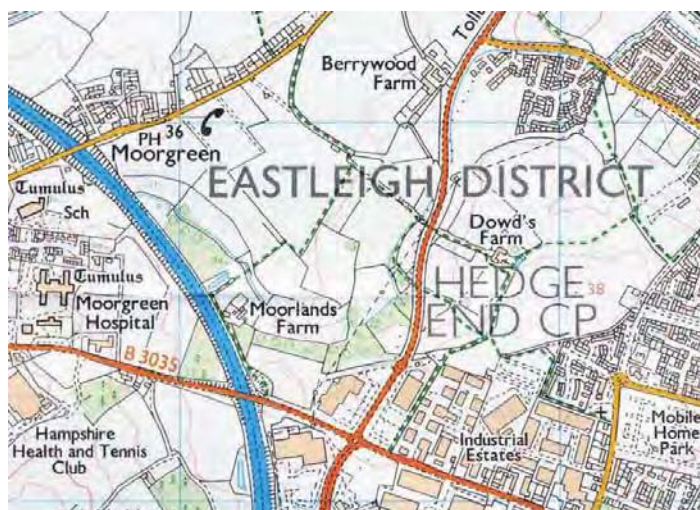 Berrywood
Farm
Tollb
PH 36
Moorgreen
EASTLEIGH DISTRICT
Tumulus
Sch
Dowd's
Farm
Tumulus
Moorgreen
Hospital
Moorlands
Farm
HEDGE
END CP
38
B 3035
Hampshire
Health and Tennis
Club
Industrial
Estates
Mobile
Home
Park